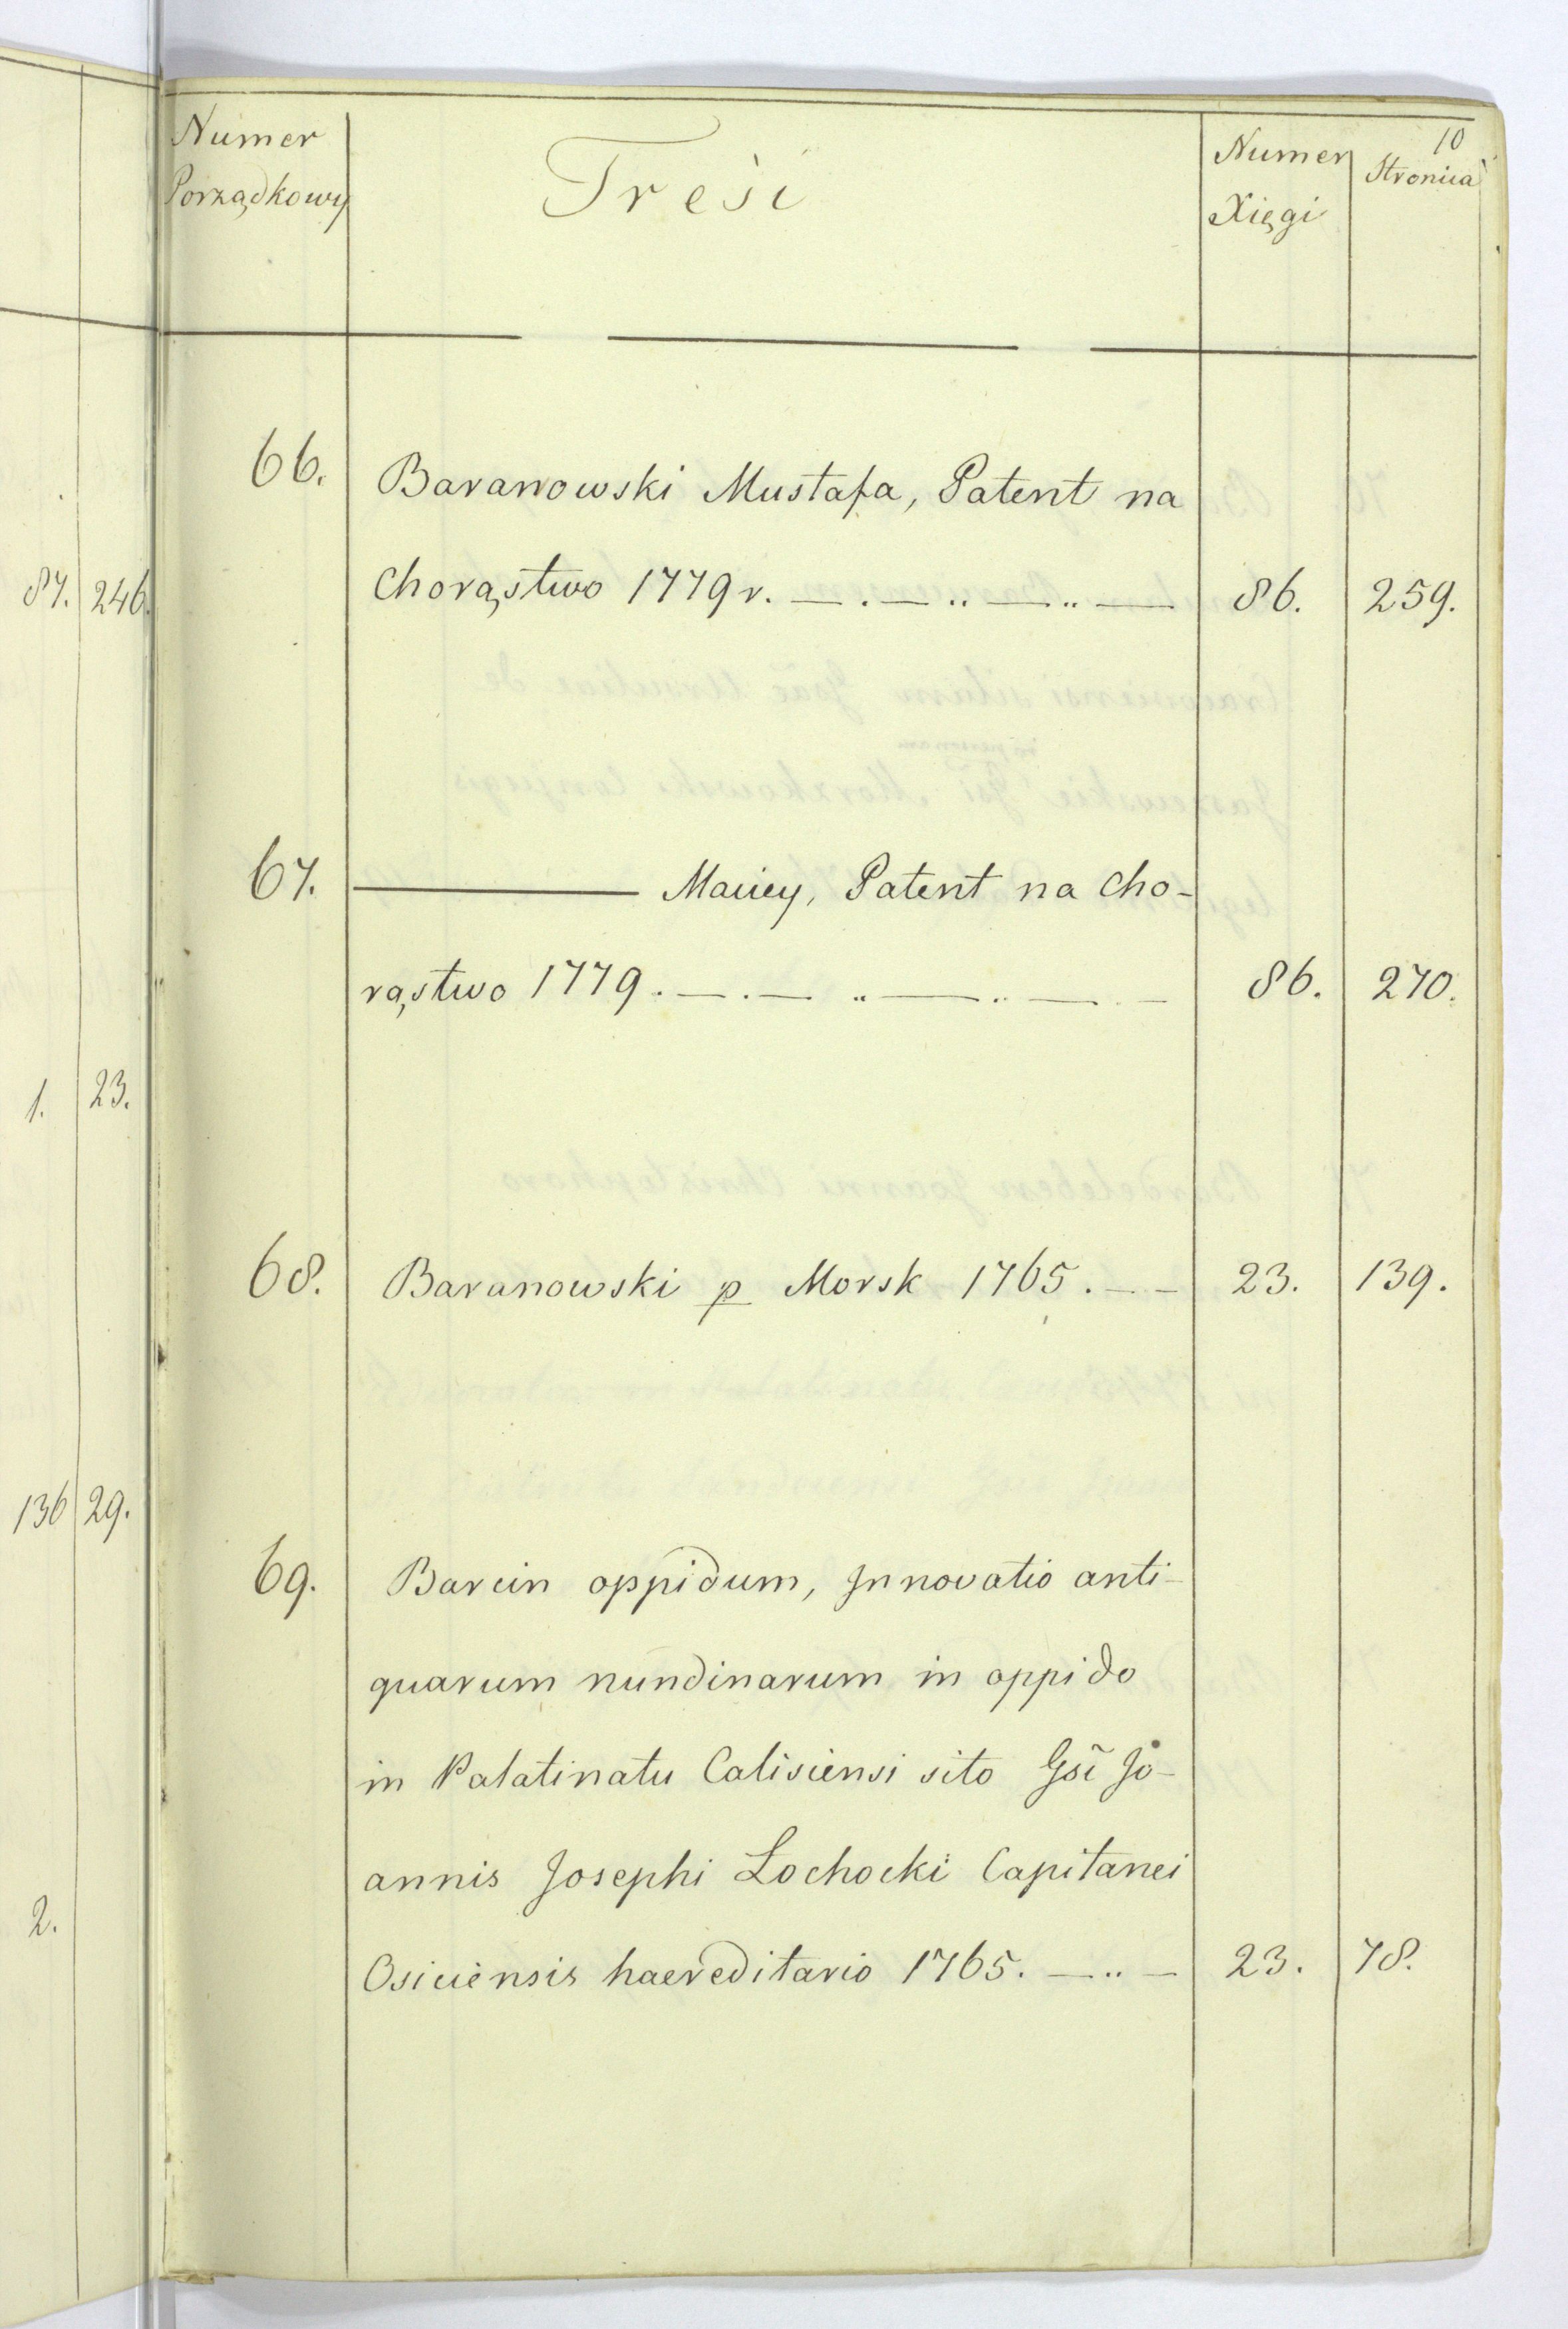 87. 246.
1. 23.
136 29.
2.
10
Numer Porządkowy
Treść
Numer Xięgi
Stronica
66. Baranowski Mustafa, Patent na
Chorąstwo 1779 r. — . — .. — .. — 86. 259.
67. ——— Maciey, Patent na Cho-
rąstwo 1779. — . — .. — .. — . — 86. 270.
68. Baranowski p Morsk 1765. — — 23. 139.
69. Barcin oppidum, Innovatio anti-
quarum nundinarum in oppido
in Palatinatu Calisiensi sito Gsi Jo-
annis Josephi Lochocki Capitanei
Osiciensis haereditario 1765. — .. — 23. 78.